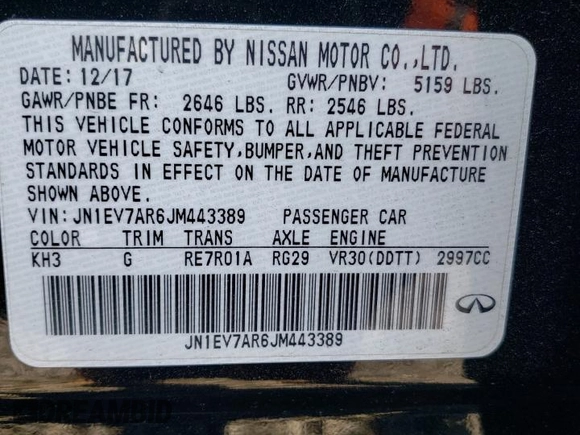 MANUFACTURED BY NISSAN MOTOR CO.,LTD.
DATE: 12/17 GVWR/PNBV: 5159 LBS.
GAWR/PNBE FR: 2646 LBS. RR: 2546 LBS.
THIS VEHICLE CONFORMS TO ALL APPLICABLE FEDERAL
MOTOR VEHICLE SAFETY,BUMPER,AND THEFT PREVENTION
STANDARDS IN EFFECT ON THE DATE OF MANUFACTURE
SHOWN ABOVE.
VIN:JN1EV7AR6JM443389 PASSENGER CAR
COLOR TRIM TRANS AXLE ENGINE
KH3 G RE7R01A RG29 VR30(DDTT) 2997CC
JN1EV7AR6JM443389
DREAMBID